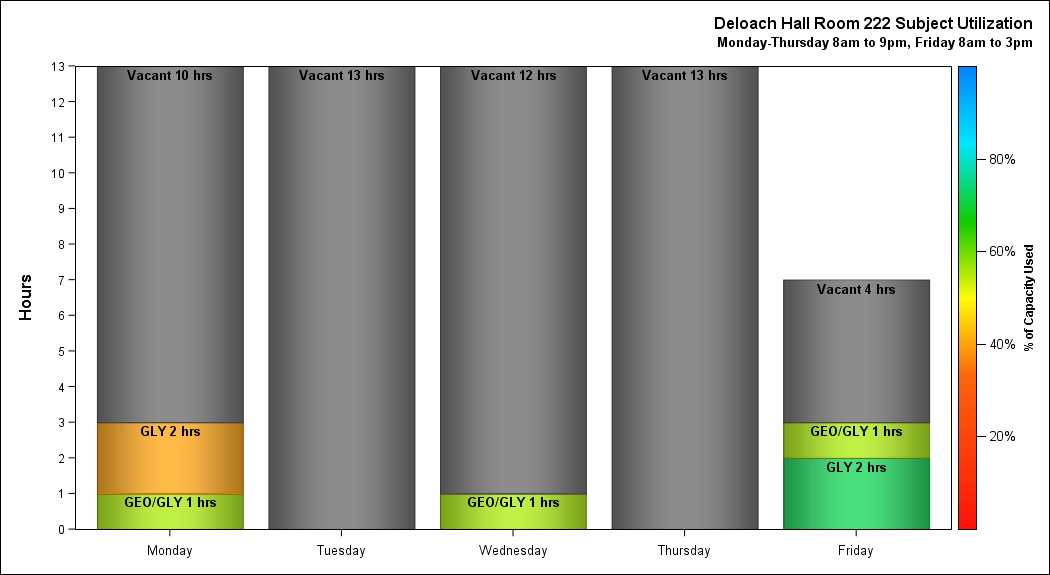 Deloach Hall Room 222 Subject Utilization
Monday-Thursday 8am to 9pm, Friday 8am to 3pm
Hours
13
12
11
10
9
8
7
6
5
4
3
2
1
0
Vacant 10 hrs
GLY 2 hrs
GEO/GLY 1 hrs
Vacant 13 hrs
Vacant 12 hrs
GEO/GLY 1 hrs
Vacant 13 hrs
Vacant 4 hrs
GEO/GLY 1 hrs
GLY 2 hrs
Monday
Tuesday
Wednesday
Thursday
Friday
80%
60%
40%
20%
% of Capacity Used